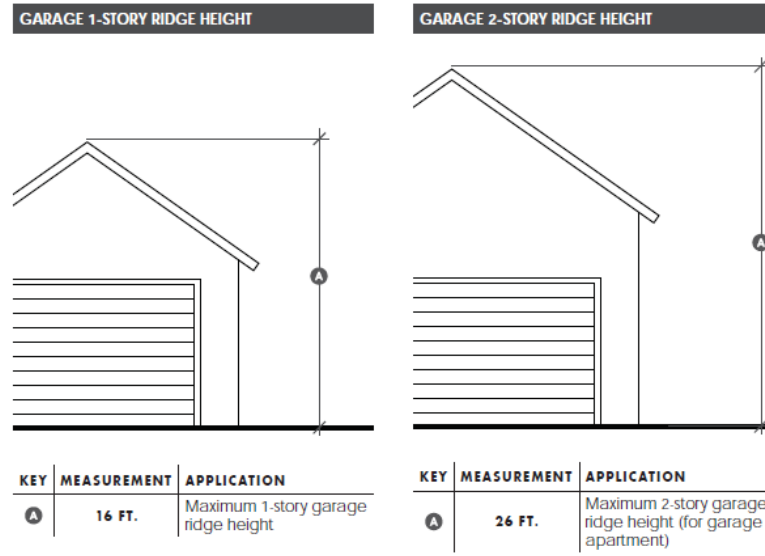 GARAGE 1-STORY RIDGE HEIGHT
A
KEY MEASUREMENT APPLICATION
A 16 FT. Maximum 1-story garage
ridge height
GARAGE 2-STORY RIDGE HEIGHT
A
KEY MEASUREMENT APPLICATION
A 26 FT. Maximum 2-story garage
ridge height (for garage
apartment)